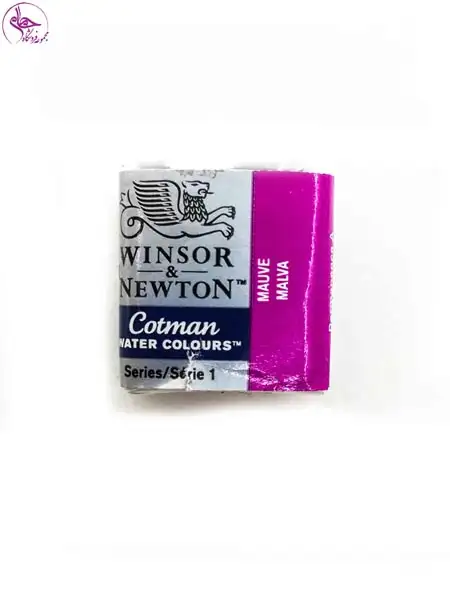 WINSOR
&
NEWTON™
Cotman
WATER COLOURS™
Series/Série 1
MAUVE
MALVA